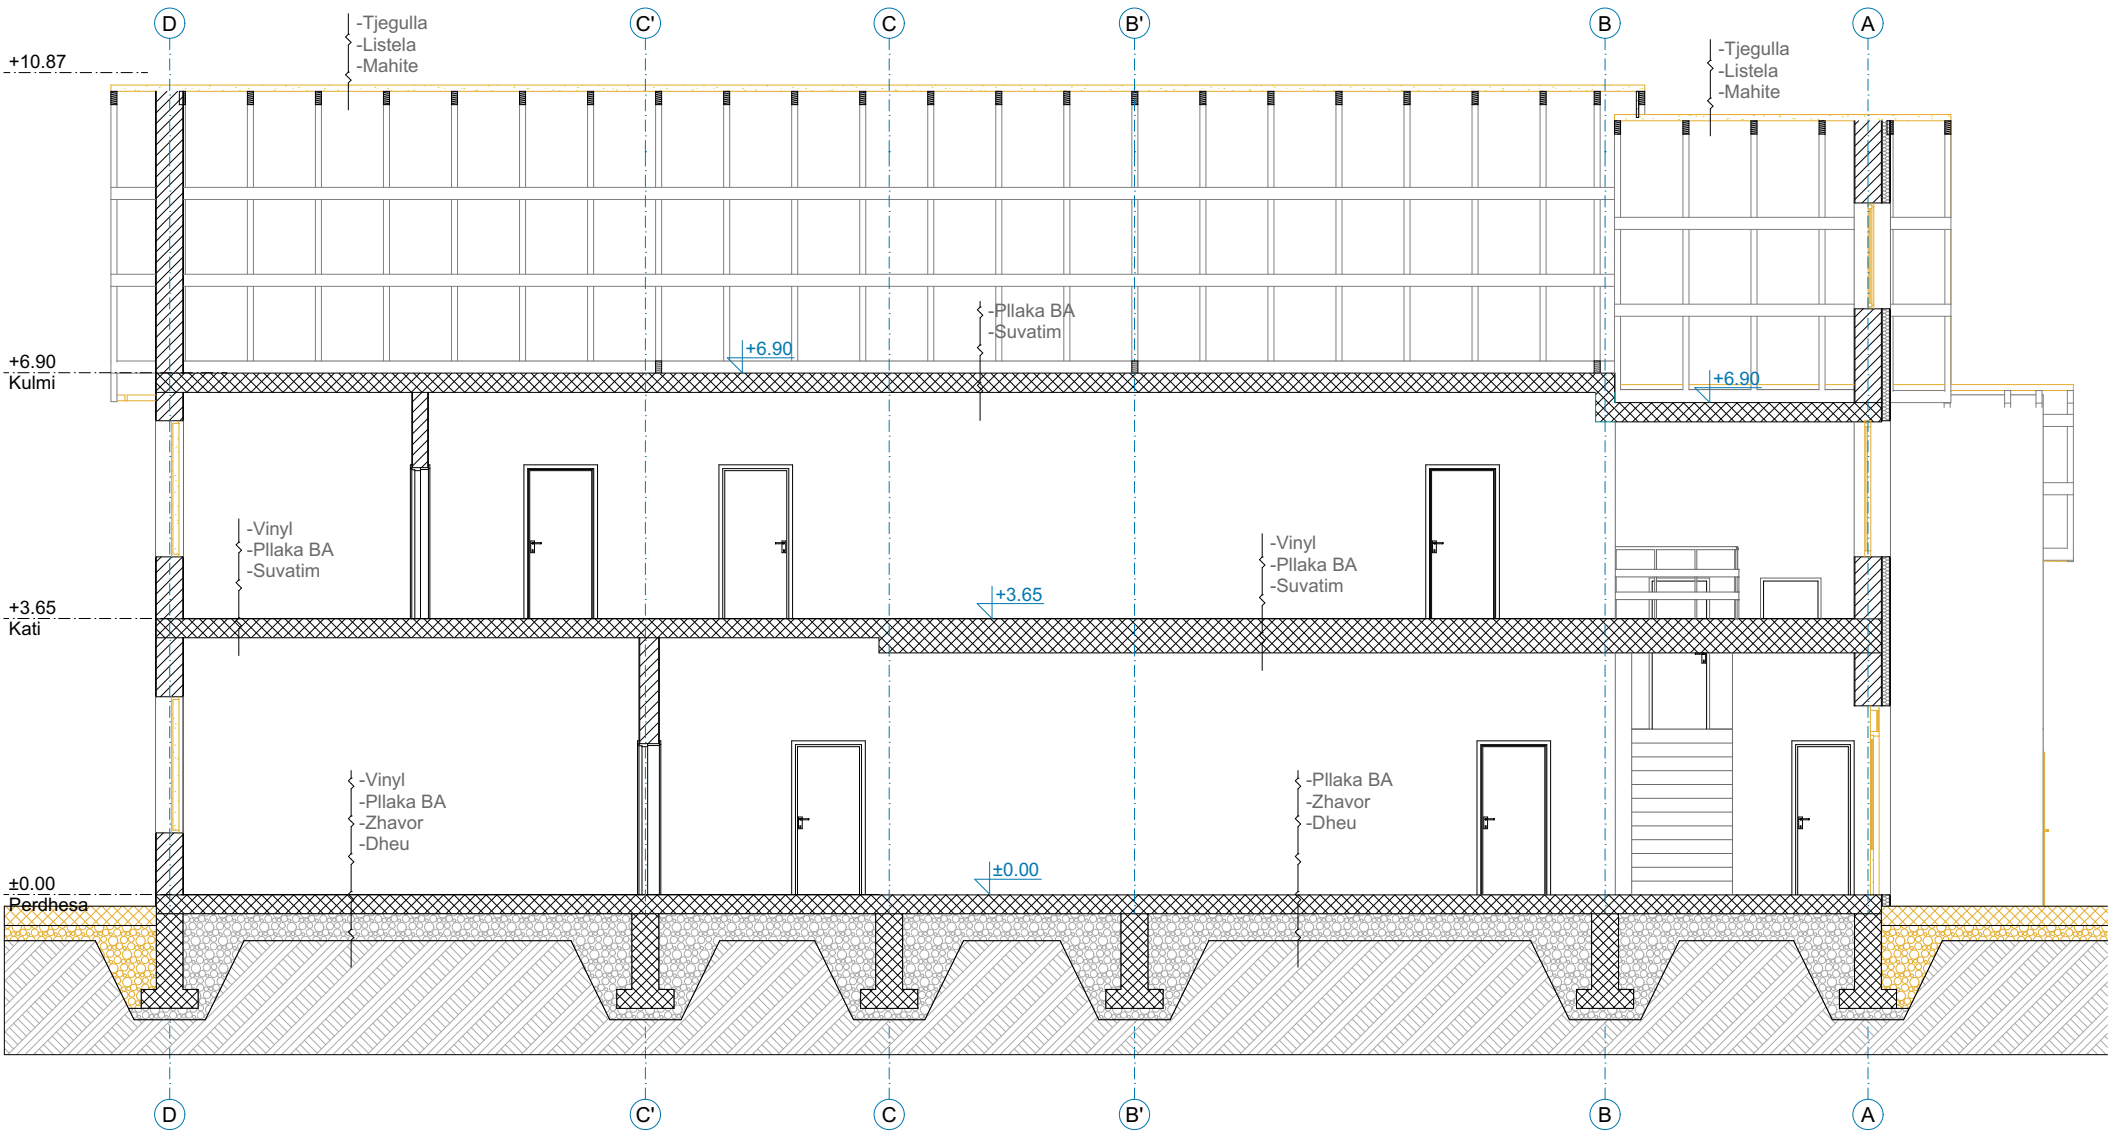 D
C'
C
B'
B
A
-Tjegulla
-Listela
-Mahite
-Tjegulla
-Listela
-Mahite
+10.87
-Pllaka BA
-Suvatim
+6.90
Kulmi
+6.90
+6.90
-Vinyl
-Pllaka BA
-Suvatim
-Vinyl
-Pllaka BA
-Suvatim
+3.65
Kati
+3.65
-Vinyl
-Pllaka BA
-Zhavor
-Dheu
-Pllaka BA
-Zhavor
-Dheu
±0.00
Perdhesa
±0.00
D
C'
C
B'
B
A